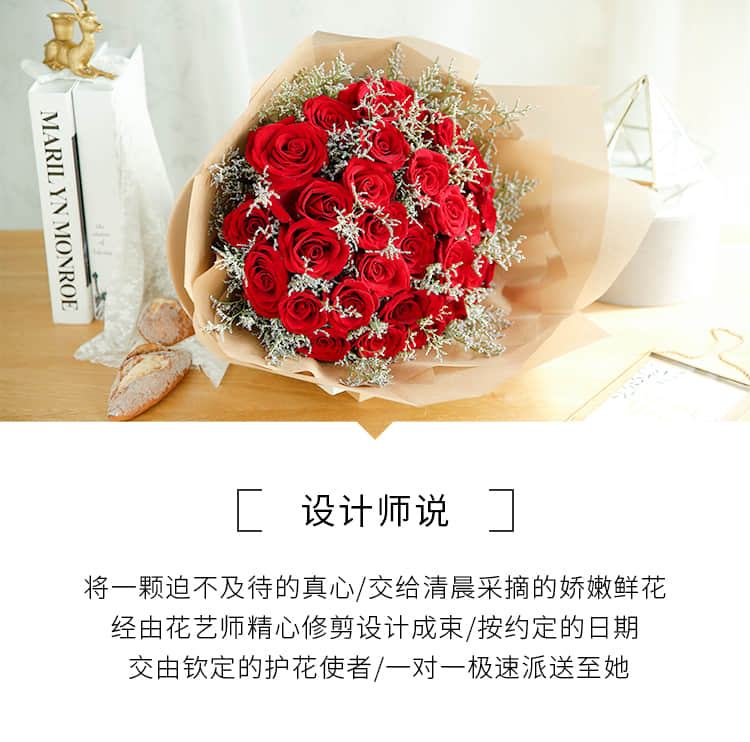 MARILYN MONROE
设计师说
将一颗迫不及待的真心/交给清晨采摘的娇嫩鲜花
经由花艺师精心修剪设计成束/按约定的日期
交由钦定的护花使者/一对一极速派送至她